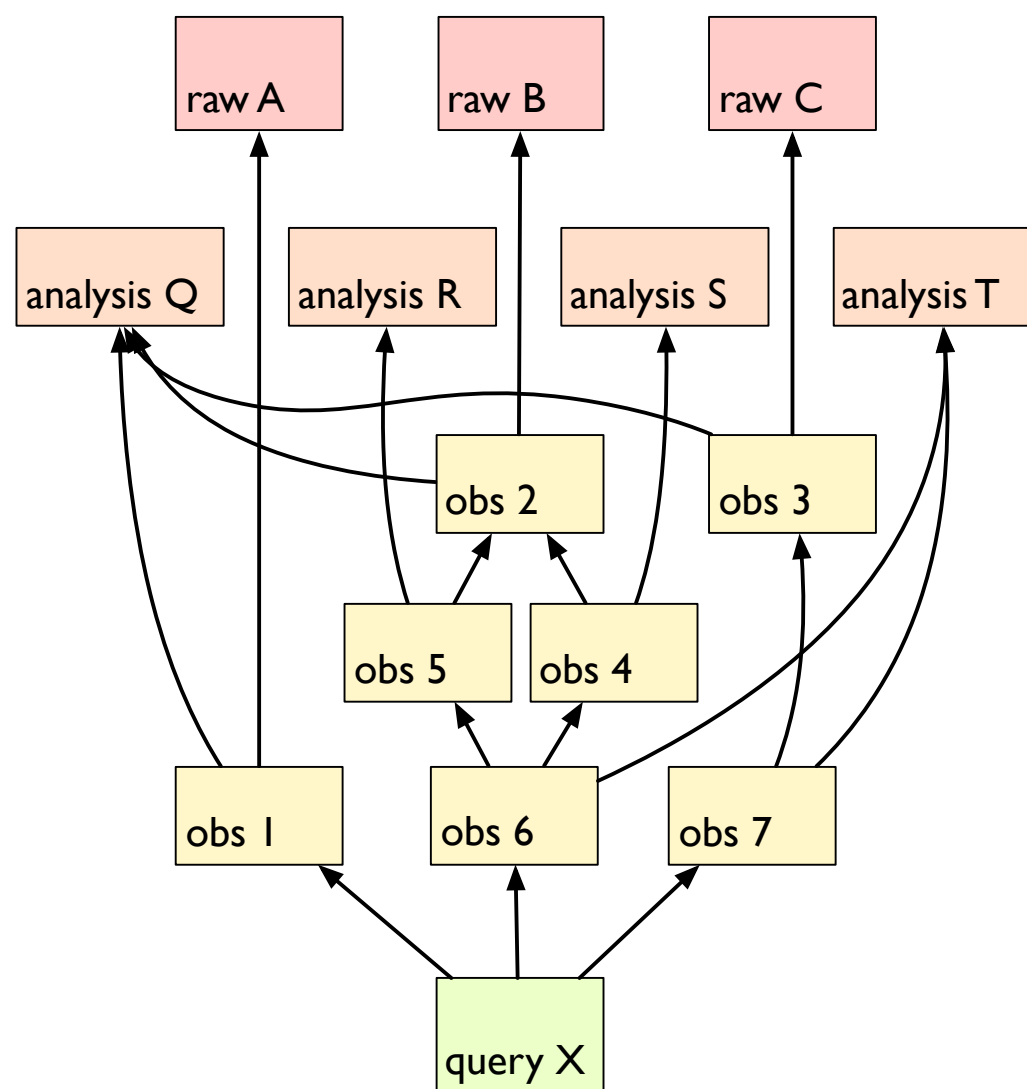 raw A
raw B
raw C
analysis Q
analysis R
analysis S
analysis T
obs 2
obs 3
obs 5
obs 4
obs 1
obs 6
obs 7
query X